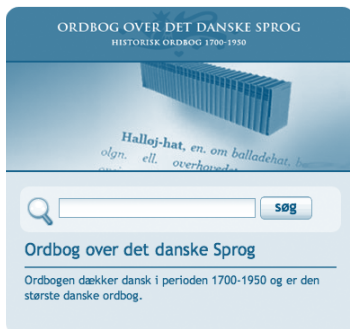 ORDBOG OVER DET DANSKE SPROG
HISTORISK ORDBOG 1700-1950
Halløj-hat, en. om balladehat,
olgn. ell. overhovedet
søg
Ordbog over det danske Sprog
Ordbogen dækker dansk i perioden 1700-1950 og er den
største danske ordbog.